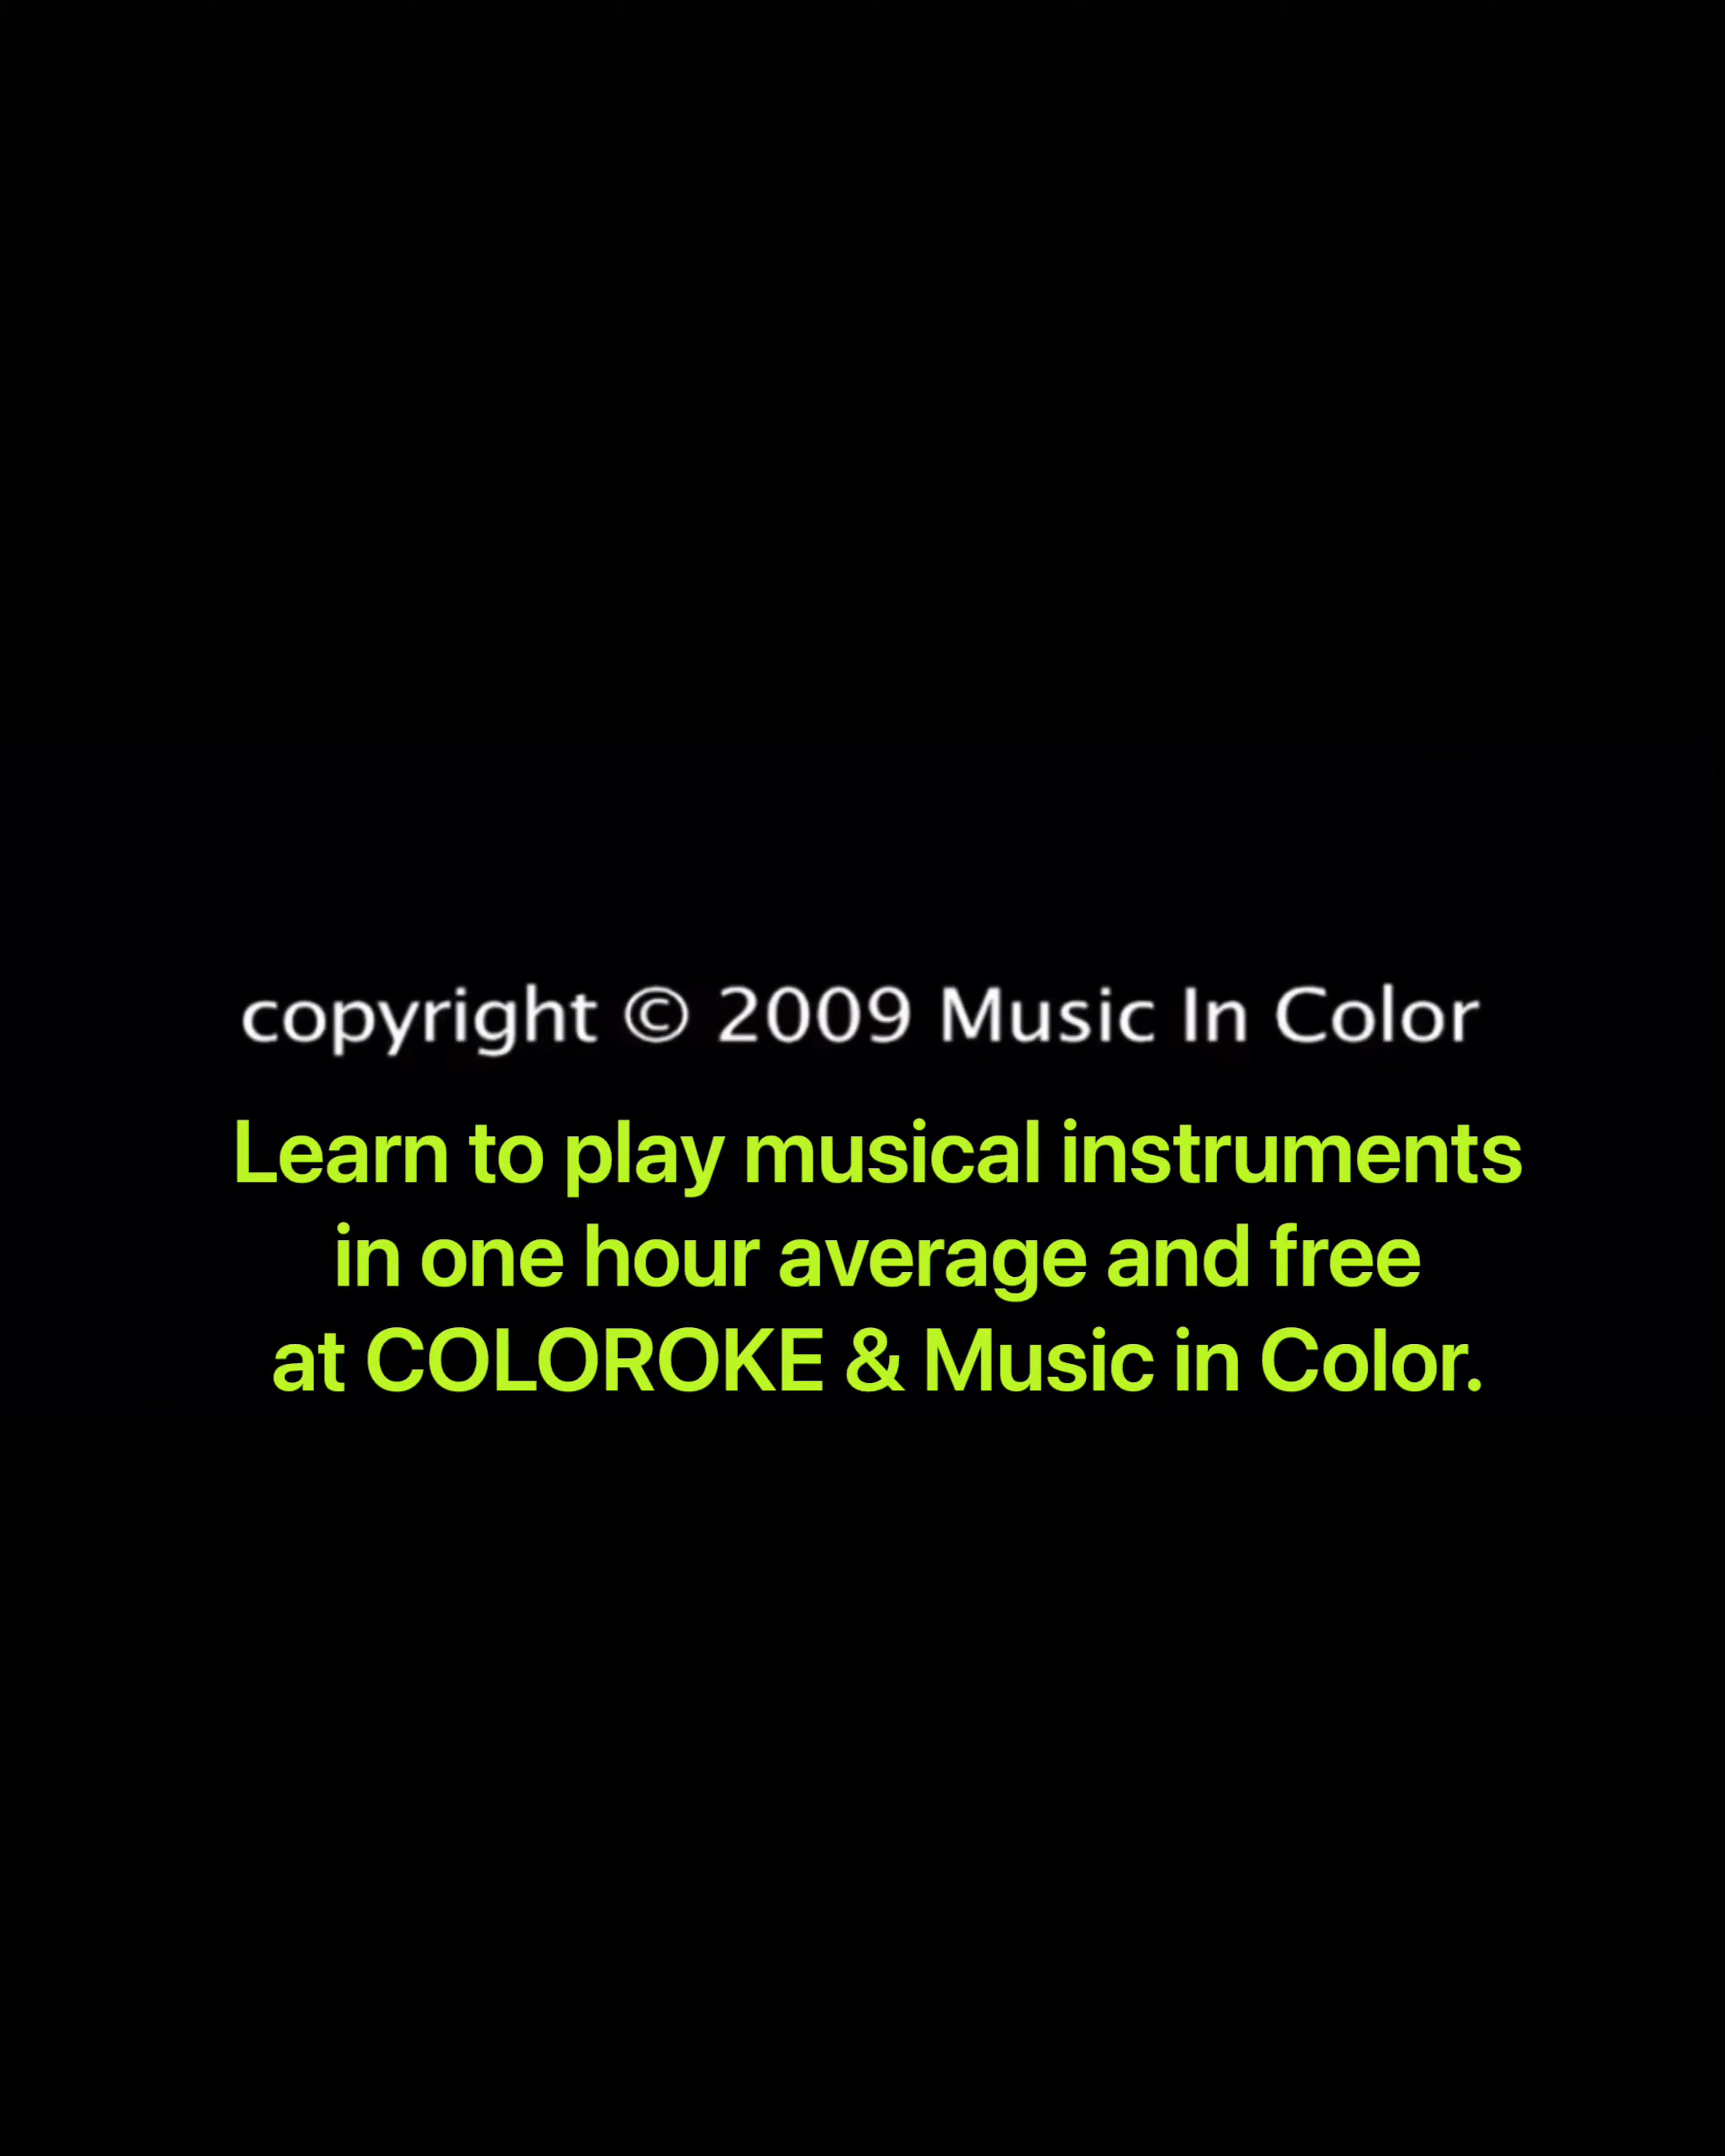 copyright © 2009 Music In Color
Learn to play musical instruments
in one hour average and free
at COLOROKE & Music in Color.